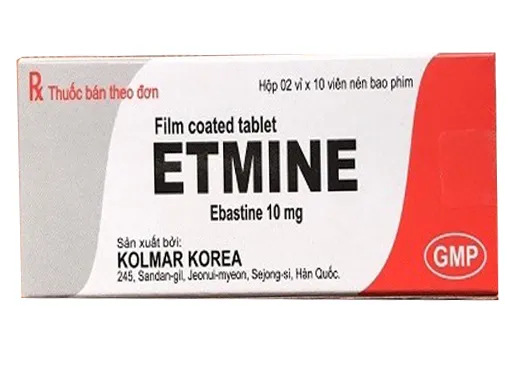 Rx Thuốc bán theo đơn
Hộp 02 vỉ x 10 viên nén bao phim
Film coated tablet
ETMINE
Ebastine 10 mg
Sản xuất bởi:
KOLMAR KOREA
245, Sandan-gil, Jeonui-myeon, Sejong-si, Hàn Quốc.
GMP